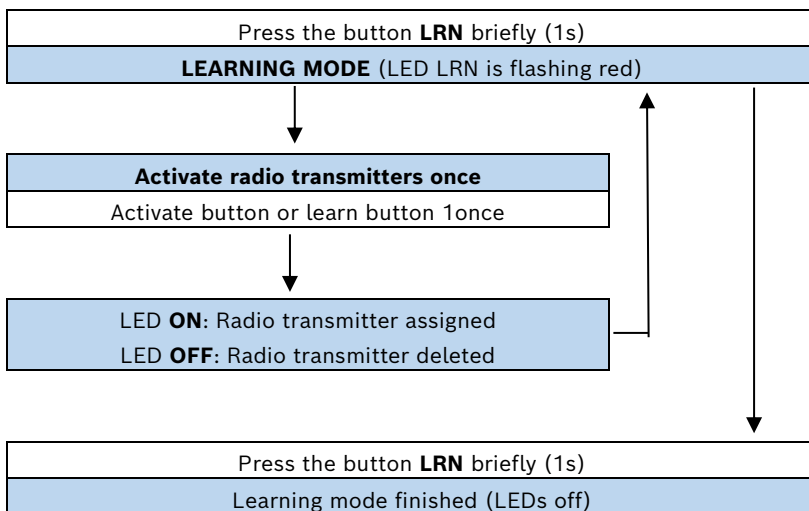 Press the button LRN briefly (1s)
LEARNING MODE (LED LRN is flashing red)
Activate radio transmitters once
Activate button or learn button 1once
LED ON: Radio transmitter assigned
LED OFF: Radio transmitter deleted
Press the button LRN briefly (1s)
Learning mode finished (LEDs off)